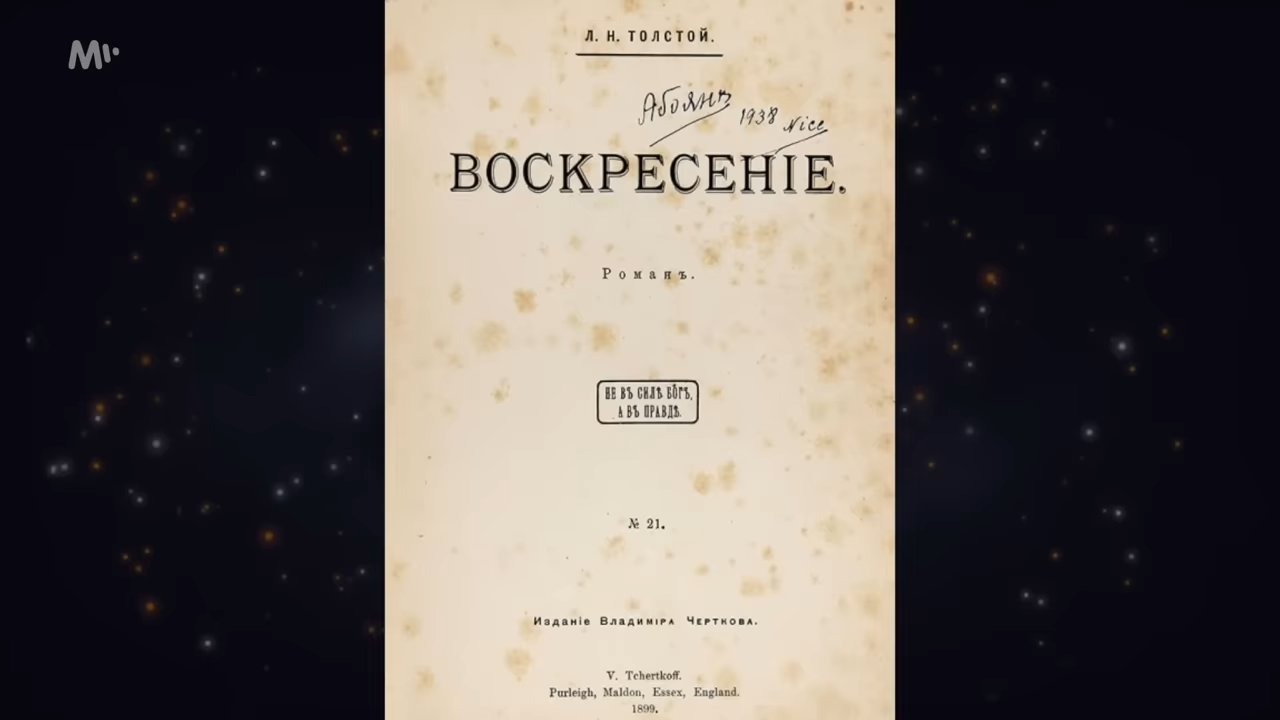 М
Л. Н. ТОЛСТОЙ.
Абоянъ 1938 Nice
ВОСКРЕСЕНІЕ.
Романъ.
НЕ ВЪ СИЛѢ БОГЪ,
А ВЪ ПРАВДѢ.
№ 21.
Изданіе Владиміра Черткова.
V. Tchertkoff.
Purleigh, Maldon, Essex, England.
1899.